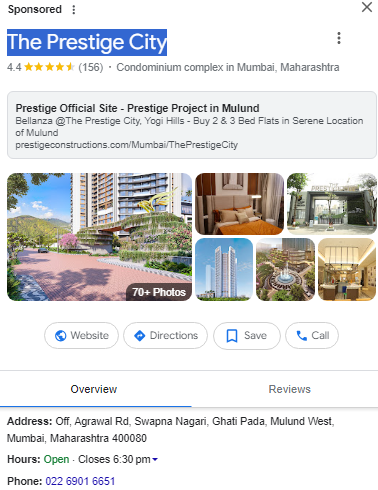 Sponsored
The Prestige City
4.4 (156) · Condominium complex in Mumbai, Maharashtra
Prestige Official Site - Prestige Project in Mulund
Bellanza @The Prestige City, Yogi Hills - Buy 2 & 3 Bed Flats in Serene Location
of Mulund
prestigeconstructions.com/Mumbai/ThePrestigeCity
70+ Photos
Website Directions Save Call
Overview Reviews
Address: Off, Agrawal Rd, Swapna Nagari, Ghati Pada, Mulund West,
Mumbai, Maharashtra 400080
Hours: Open · Closes 6:30 pm
Phone: 022 6901 6651